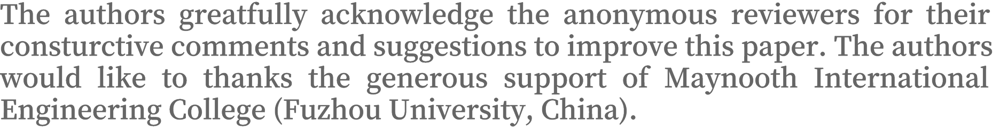 The authors greatfully acknowledge the anonymous reviewers for their
consturctive comments and suggestions to improve this paper. The authors
would like to thanks the generous support of Maynooth International
Engineering College (Fuzhou University, China).